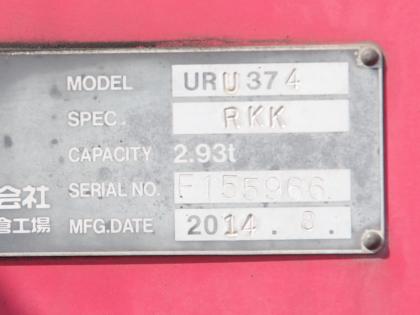 MODEL URU374
SPEC. RKK
CAPACITY 2.93t
会社 SERIAL NO. F155966
倉工場 MFG.DATE 2014.8.